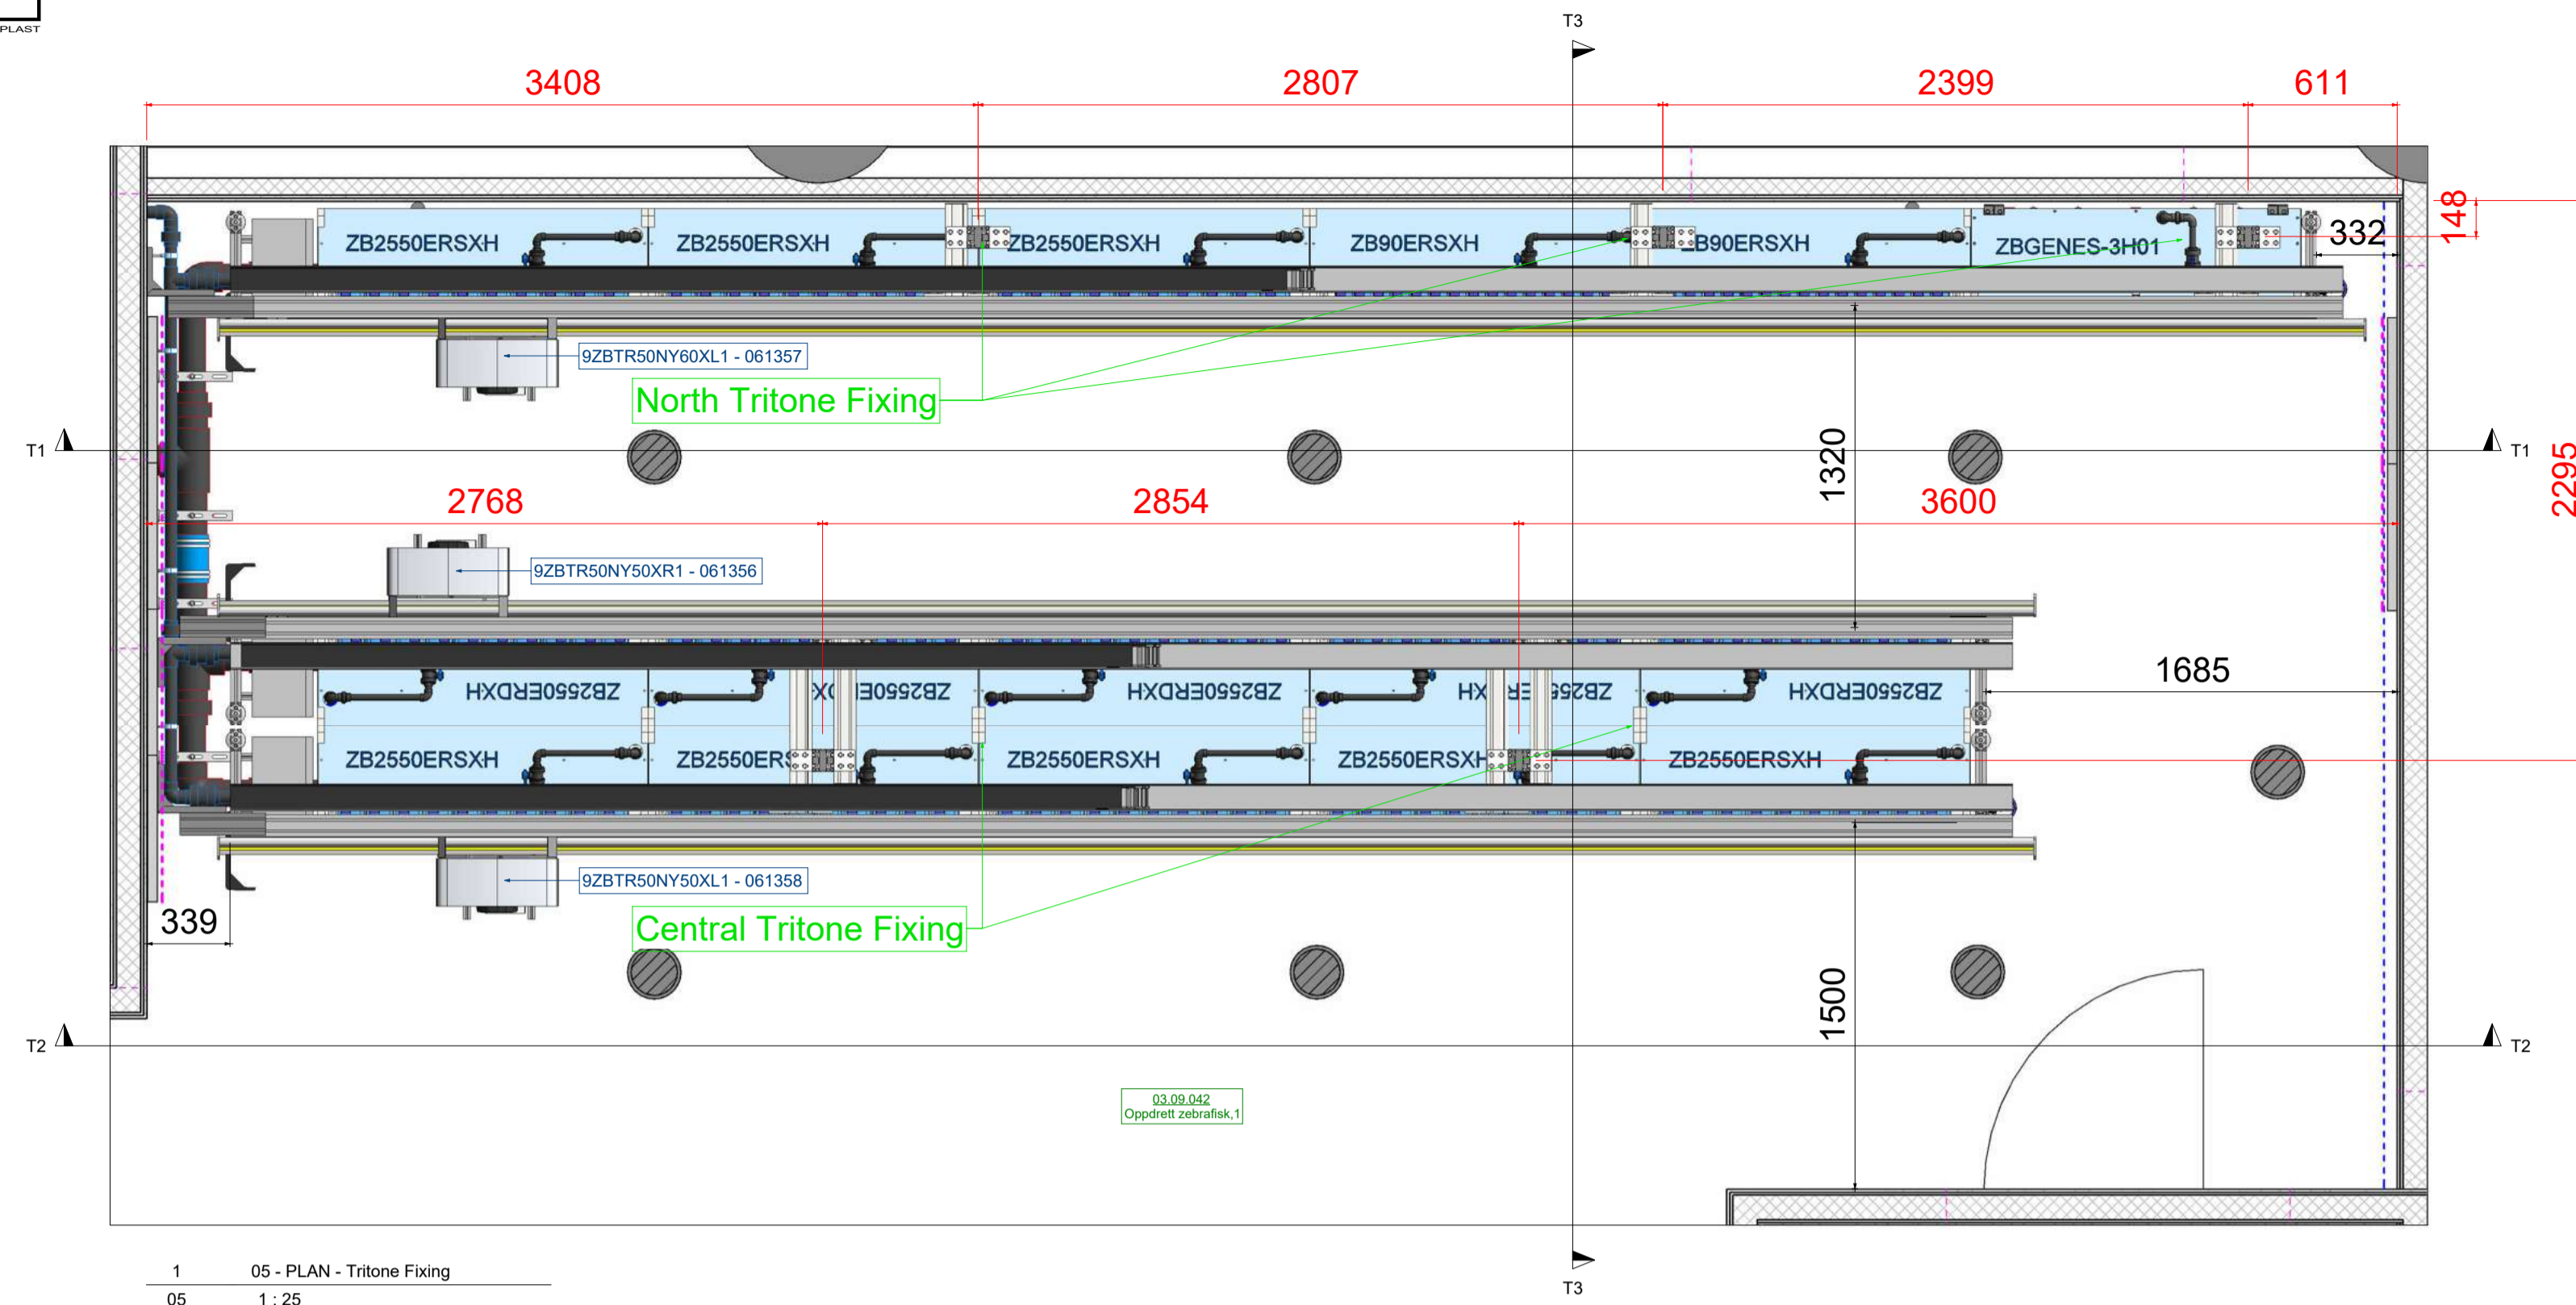 PLAST
T3
3408
2807
2399
611
148
ZB2550ERSXH
ZB2550ERSXH
ZB2550ERSXH
ZB90ERSXH
ZB90ERSXH
ZBGENES-3H01
332
9ZBTR50NY60XL1 - 061357
North Tritone Fixing
T1
T1
1320
2295
2768
2854
3600
9ZBTR50NY50XR1 - 061356
1685
ZB2550ERDXH
ZB2550
ZB2550ERDXH
ZB2550ERDXH
ZB2550ERSXH
ZB2550ERS
ZB2550ERSXH
ZB2550ERSXH
ZB2550ERSXH
9ZBTR50NY50XL1 - 061358
339
Central Tritone Fixing
1500
T2
T2
03.09.042
Oppdrett zebrafisk,1
1 05 - PLAN - Tritone Fixing
05 1 : 25
T3